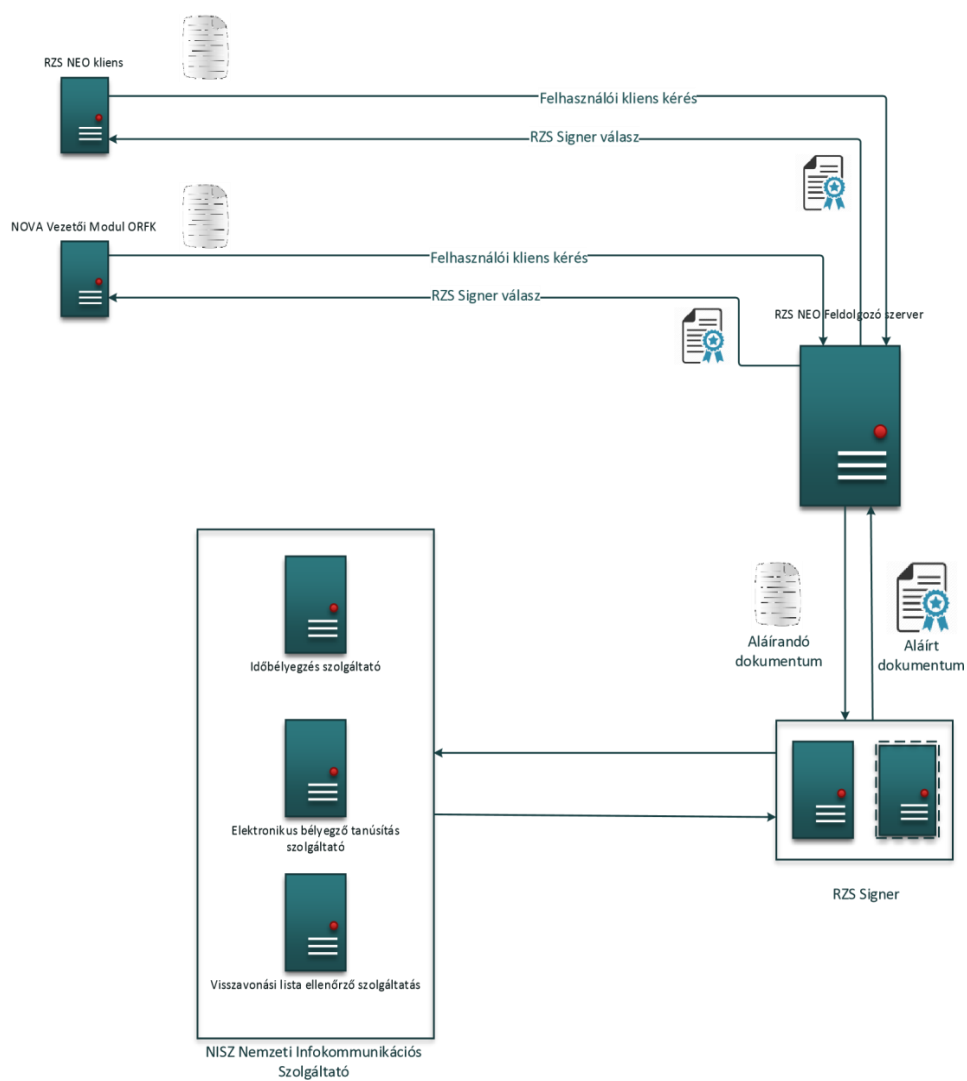 RZS NEO kliens
Felhasználói kliens kérés
RZS Signer válasz
NOVA Vezetői Modul ORFK
Felhasználói kliens kérés
RZS Signer válasz
RZS NEO Feldolgozó szerver
Aláírandó
dokumentum
Aláírt
dokumentum
Időbélyegzés szolgáltató
Elektronikus bélyegző tanúsítás
szolgáltató
Visszavonási lista ellenőrző szolgáltatás
RZS Signer
NISZ Nemzeti Infokommunikációs
Szolgáltató